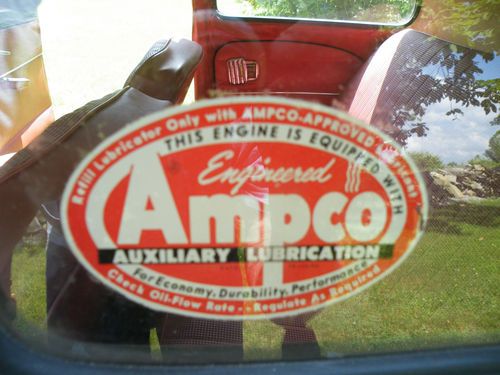 Refill Lubricator Only with AMPCO-APPROVED
THIS ENGINE IS EQUIPPED WITH
Engineered
Ampco
AUXILIARY LUBRICATION
For Economy, Durability, Performance
Check Oil-Flow Rate - Regulate As Required